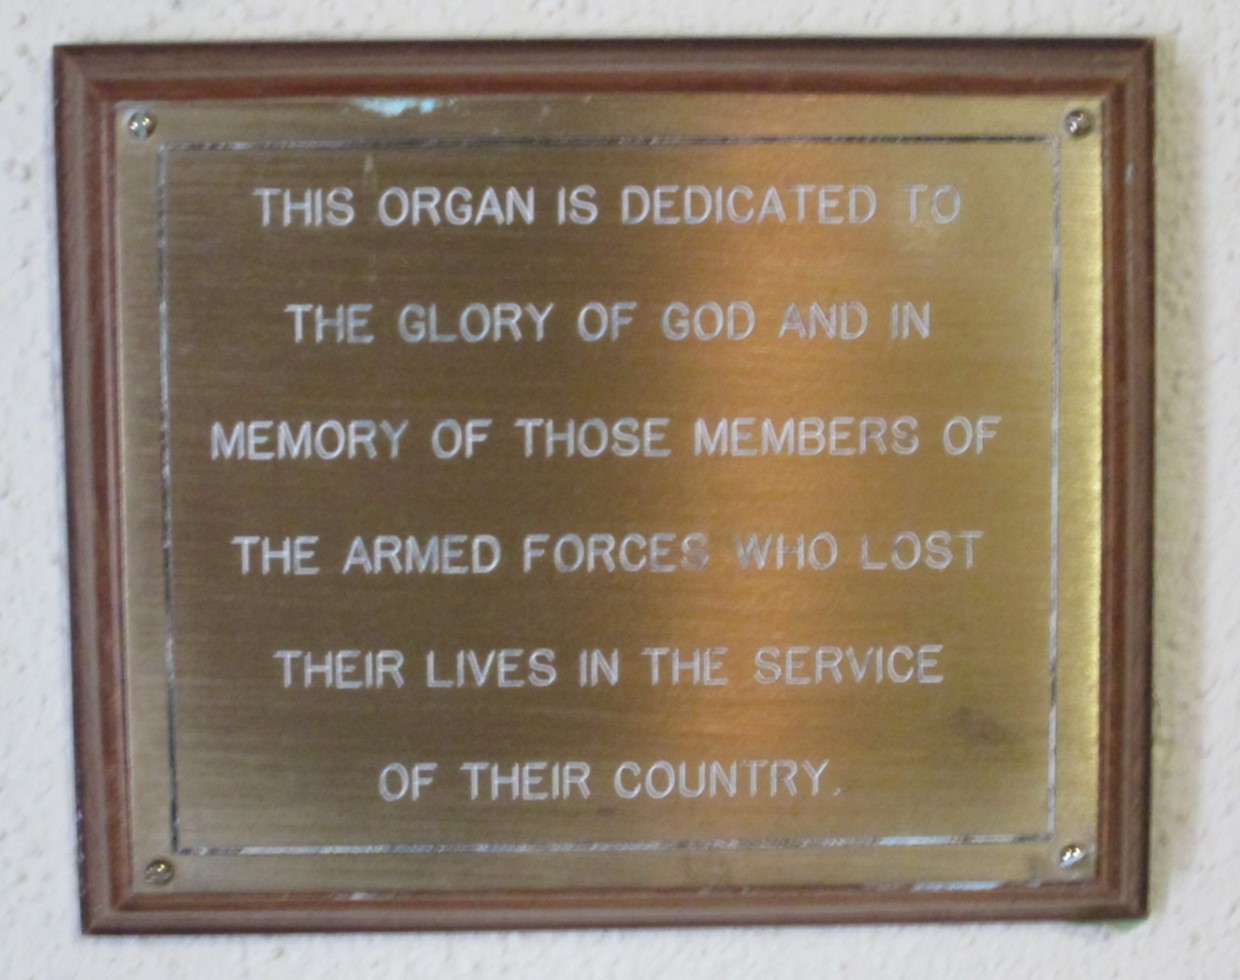 THIS ORGAN IS DEDICATED TO
THE GLORY OF GOD AND IN
MEMORY OF THOSE MEMBERS OF
THE ARMED FORCES WHO LOST
THEIR LIVES IN THE SERVICE
OF THEIR COUNTRY.